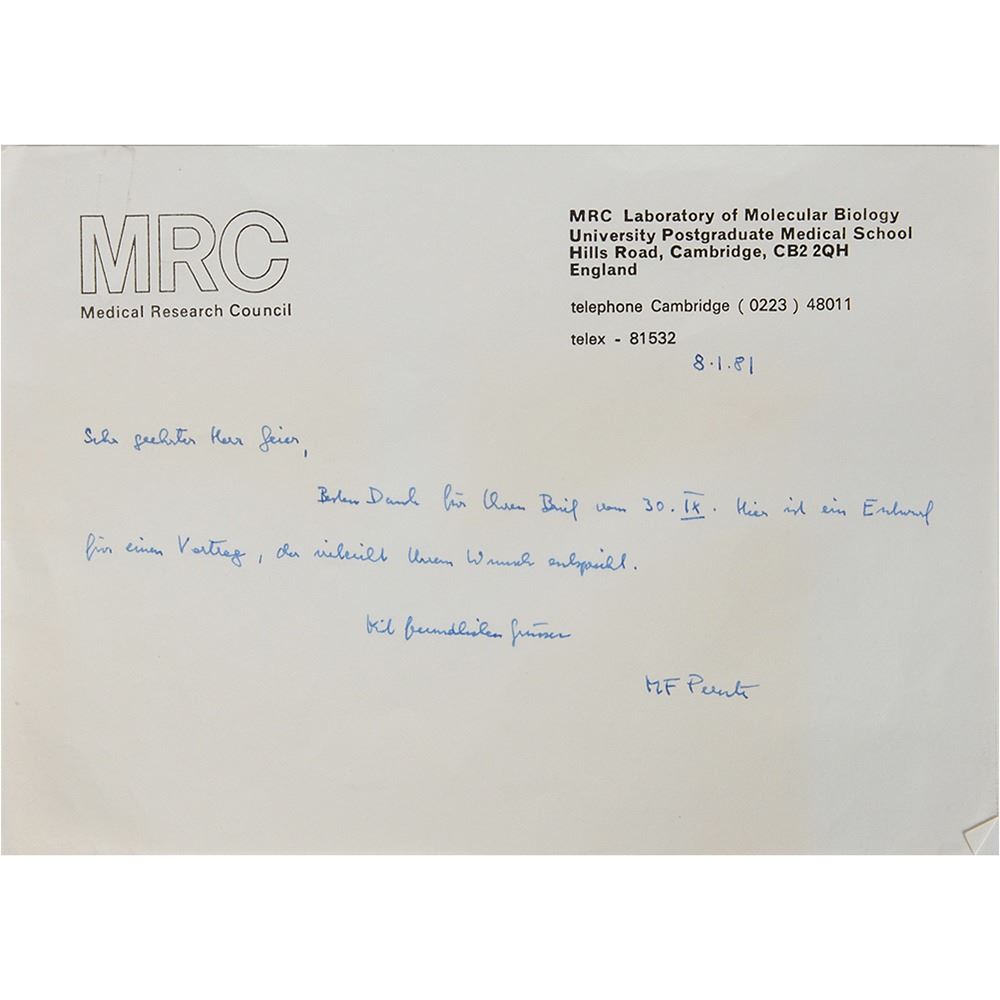 MRC
Medical Research Council
MRC Laboratory of Molecular Biology
University Postgraduate Medical School
Hills Road, Cambridge, CB2 2QH
England
telephone Cambridge ( 0223 ) 48011
telex - 81532
8.1.81
Sehr geehrter Herr Geier,
Besten Dank für Ihren Brief vom 30. IX. Hier ist ein Entwurf
für einen Vertrag, der vielleicht Ihrem Wunsch entspricht.
Mit freundlichen Grüssen
MF Perutz